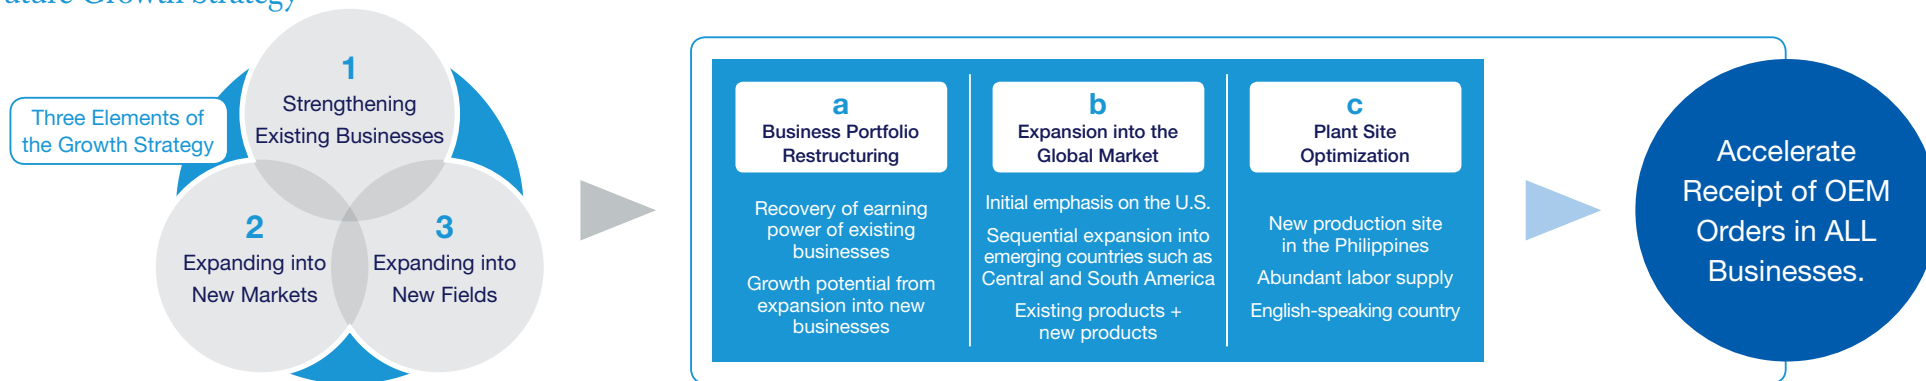 Future Growth Strategy
Three Elements of
the Growth Strategy
1
Strengthening
Existing Businesses
2
Expanding into
New Markets
3
Expanding into
New Fields
a
Business Portfolio
Restructuring
Recovery of earning
power of existing
businesses
Growth potential from
expansion into new
businesses
b
Expansion into the
Global Market
Initial emphasis on the U.S.
Sequential expansion into
emerging countries such as
Central and South America
Existing products +
new products
c
Plant Site
Optimization
New production site
in the Philippines
Abundant labor supply
English-speaking country
Accelerate
Receipt of OEM
Orders in ALL
Businesses.